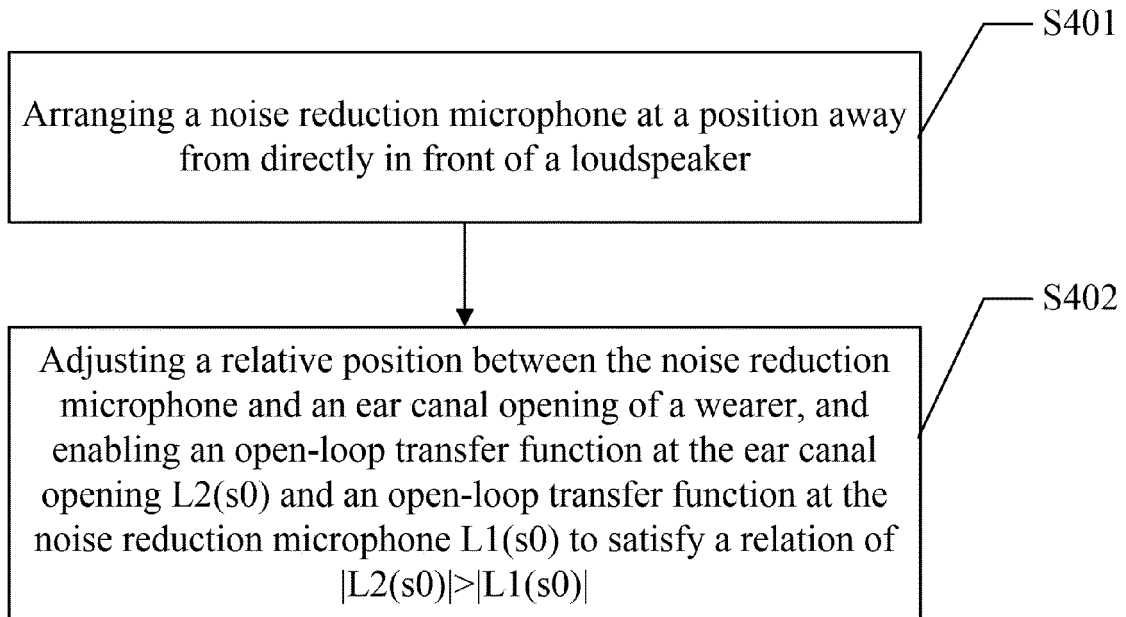 S401
Arranging a noise reduction microphone at a position away
from directly in front of a loudspeaker
S402
Adjusting a relative position between the noise reduction
microphone and an ear canal opening of a wearer, and
enabling an open-loop transfer function at the ear canal
opening L2(s0) and an open-loop transfer function at the
noise reduction microphone L1(s0) to satisfy a relation of
|L2(s0)|>|L1(s0)|